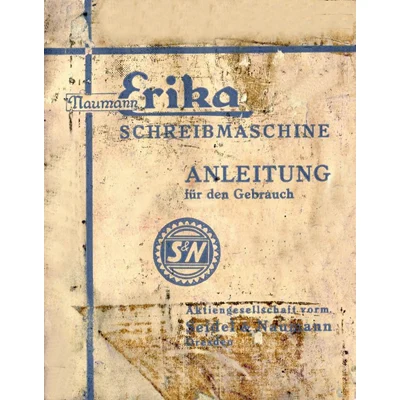 Naumann Erika
SCHREIBMASCHINE
ANLEITUNG
für den Gebrauch
S&N
Aktiengesellschaft vorm.
Seidel & Naumann
Dresden